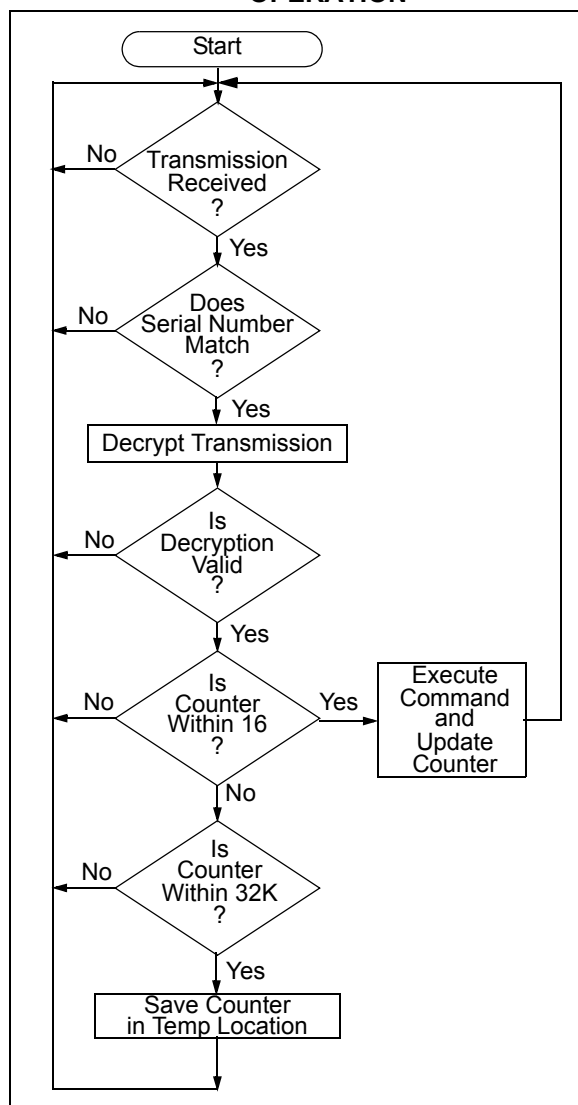 OPERATION
Start
No
Transmission
Received
?
Yes
No
Does
Serial Number
Match
?
Yes
Decrypt Transmission
No
Is
Decryption
Valid
?
Yes
No
Is
Counter
Within 16
?
Yes
Execute
Command
and
Update
Counter
No
No
Is
Counter
Within 32K
?
Yes
Save Counter
in Temp Location